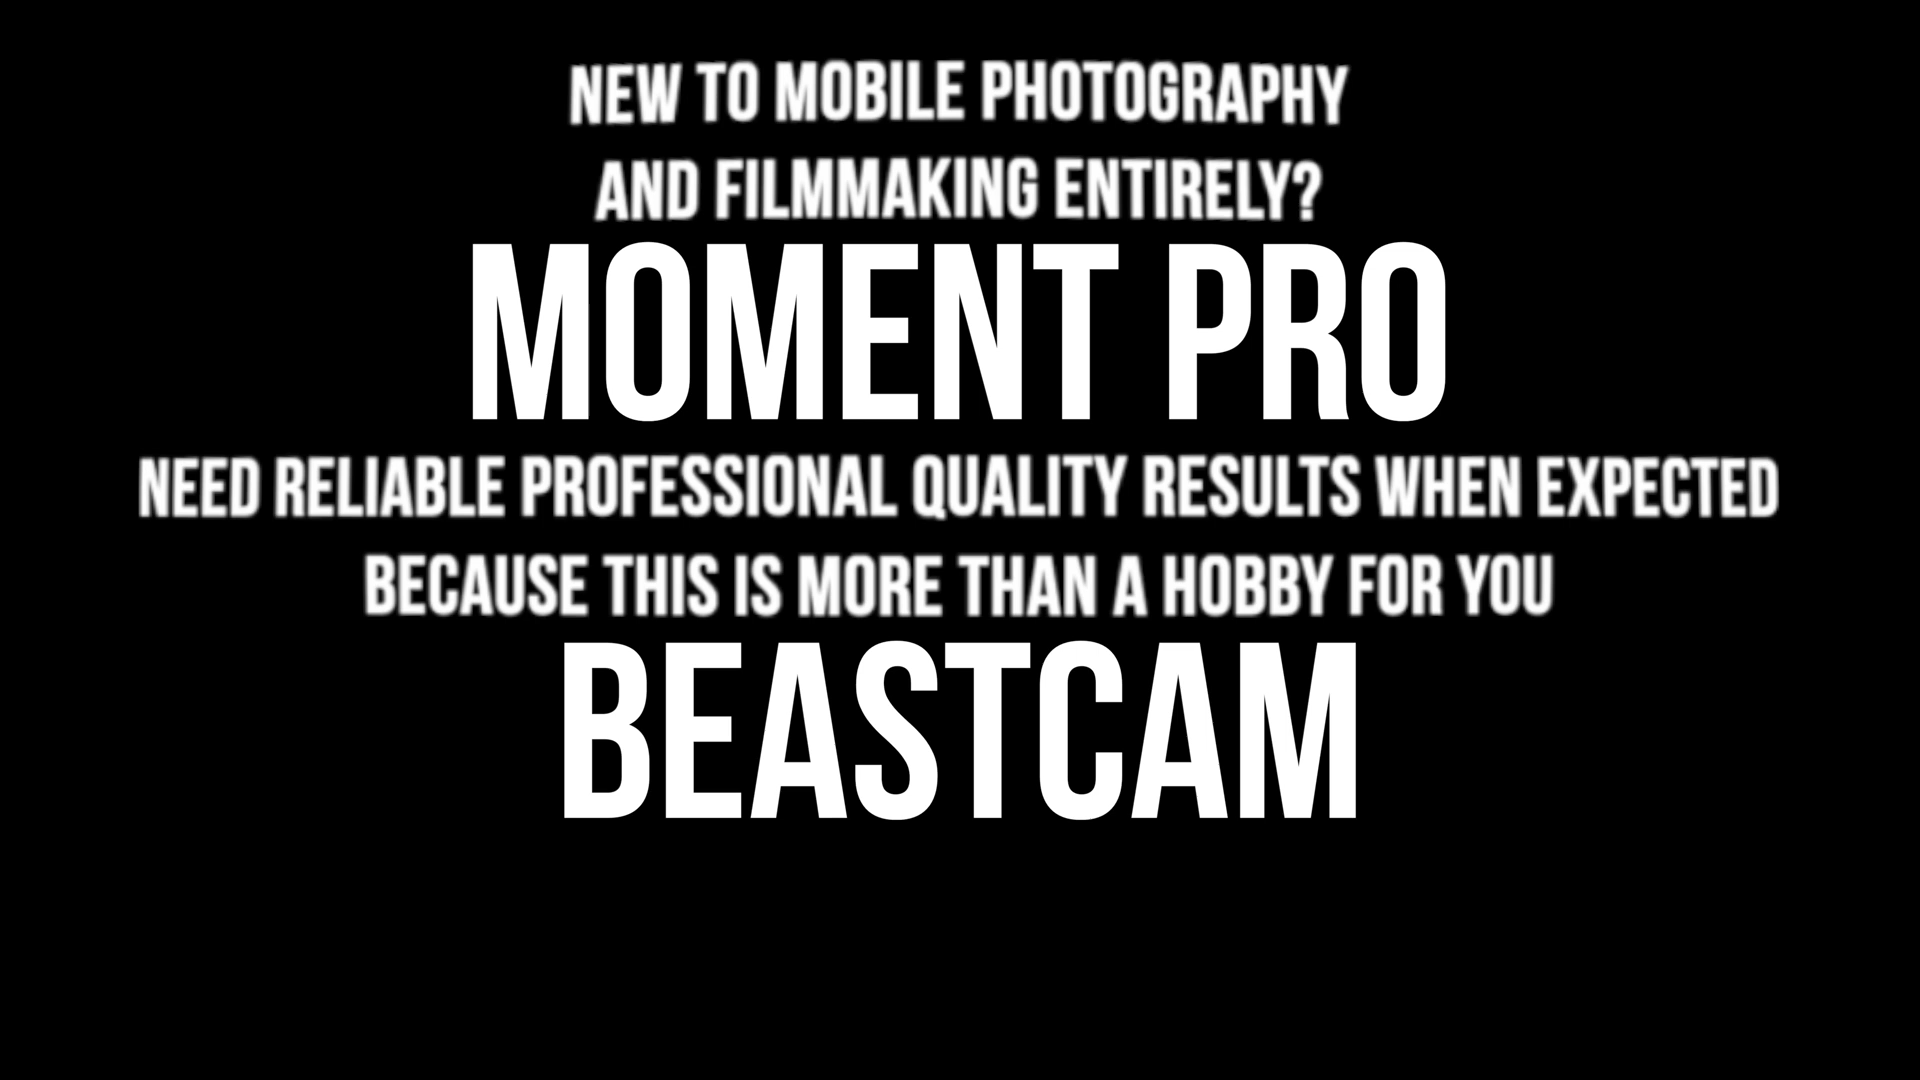 NEW TO MOBILE PHOTOGRAPHY
AND FILMMAKING ENTIRELY?
MOMENT PRO
NEED RELIABLE PROFESSIONAL QUALITY RESULTS WHEN EXPECTED
BECAUSE THIS IS MORE THAN A HOBBY FOR YOU
BEASTCAM